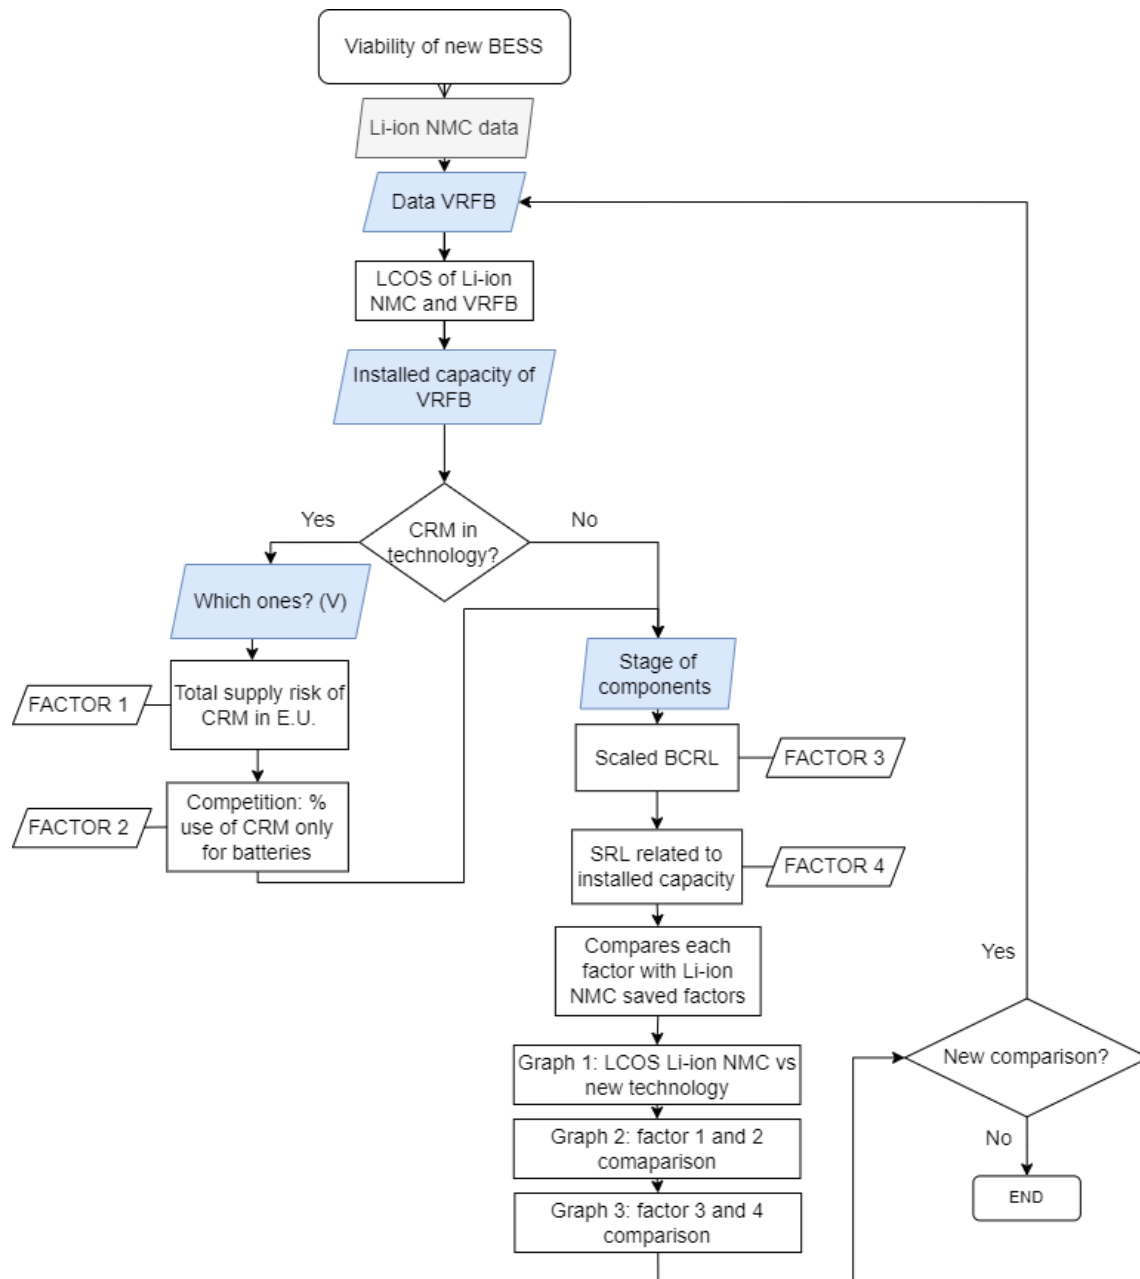 Viability of new BESS
Li-ion NMC data
Data VRFB
LCOS of Li-ion
NMC and VRFB
Installed capacity of
VRFB
Yes
CRM in
technology?
No
Which ones? (V)
Total supply risk of
CRM in E.U.
FACTOR 1
Competition: %
use of CRM only
for batteries
FACTOR 2
Stage of
components
Scaled BCRL
FACTOR 3
SRL related to
installed capacity
FACTOR 4
Compares each
factor with Li-ion
NMC saved factors
Graph 1: LCOS Li-ion NMC vs
new technology
Graph 2: factor 1 and 2
comaparison
Graph 3: factor 3 and 4
comparison
Yes
New comparison?
No
END